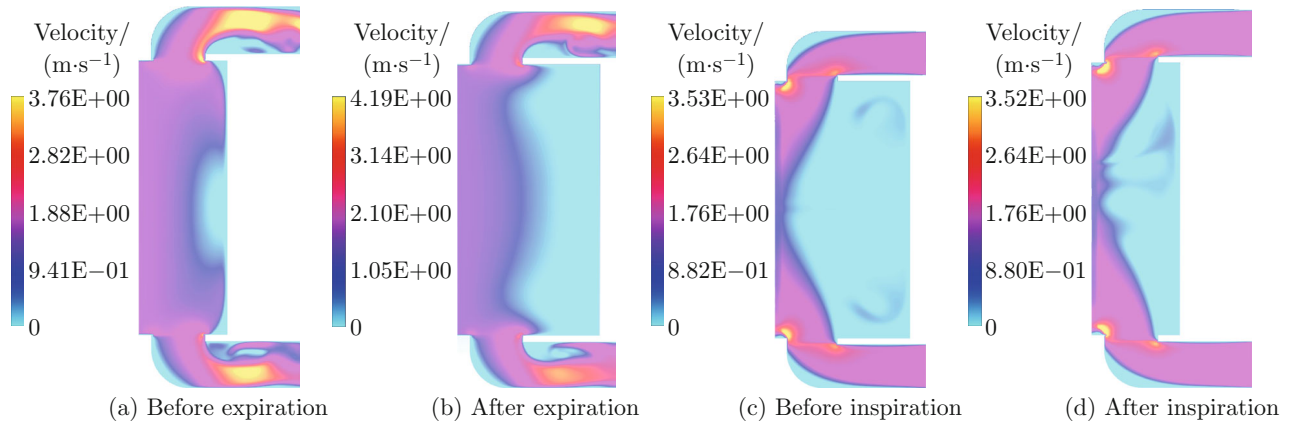 Velocity/
(m·s⁻¹)
3.76E+00
2.82E+00
1.88E+00
9.41E−01
0
(a) Before expiration
Velocity/
(m·s⁻¹)
4.19E+00
3.14E+00
2.10E+00
1.05E+00
0
(b) After expiration
Velocity/
(m·s⁻¹)
3.53E+00
2.64E+00
1.76E+00
8.82E−01
0
(c) Before inspiration
Velocity/
(m·s⁻¹)
3.52E+00
2.64E+00
1.76E+00
8.80E−01
0
(d) After inspiration